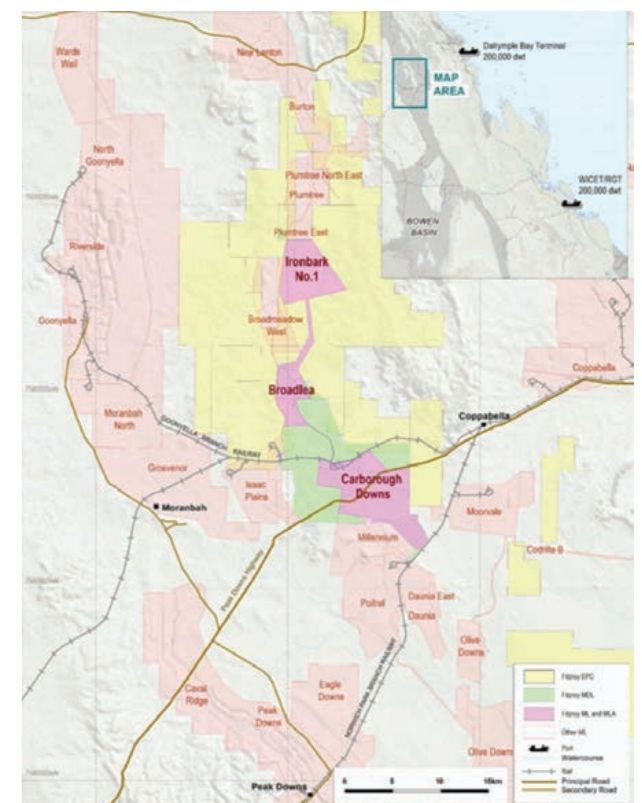 Wards
Well
New Lenton
Dalrymple Bay Terminal
200,000 dwt
MAP
AREA
Burton
North
Goonyella
Plumtree North East
Plumtree
WICET/RGT
200,000 dwt
BOWEN
BASIN
Plumtree East
Riverside
Ironbark
No.1
Goonyella
Broadmeadow
West
Coppabella
Broadlea
Moranbah
North
GOONYELLA BRANCH RAILWAY
Coppabella
Grosvenor
Carborough
Downs
Isaac
Plains
Moranbah
Moorvale
Millennium
Codrilla B
Peak Downs Highway
Poitrel
Daunia East
Daunia
Olive
Downs
NORWICH PARK BRANCH RAILWAY
Eagle
Downs
Caval
Ridge
Peak
Downs
Olive Downs
Peak Downs
Fitzroy EPC
Fitzroy MDL
Fitzroy ML and MLA
Other ML
Port
Watercourse
Rail
Principal Road
Secondary Road
0 5 10 15km